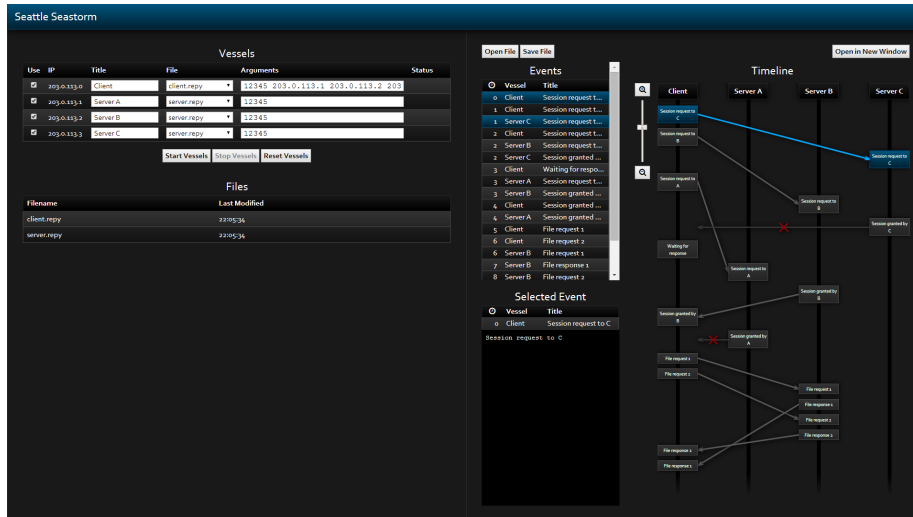 Seattle Seastorm
Vessels
Use IP Title File Arguments Status
203.0.113.0 Client client.repy 12345 203.0.113.1 203.0.113.2 203
203.0.113.1 Server A server.repy 12345
203.0.113.2 Server B server.repy 12345
203.0.113.3 Server C server.repy 12345
Start Vessels Stop Vessels Reset Vessels
Files
Filename Last Modified
client.repy 22:05:34
server.repy 22:05:34
Open File Save File
Open in New Window
Events
Vessel Title
0 Client Session request t...
1 Client Session request t...
1 Server C Session request t...
2 Client Session request t...
2 Server B Session request t...
2 Server C Session granted ...
3 Client Waiting for respo...
3 Server A Session request t...
3 Server B Session granted ...
4 Client Session granted ...
4 Server A Session granted ...
5 Client File request 1
6 Client File request 2
6 Server B File request 1
7 Server B File response 1
8 Server B File request 2
Selected Event
Vessel Title
0 Client Session request to C
Session request to C
Timeline
Client Server A Server B Server C
Session request to
C
Session request to
B
Session request to
C
Session request to
A
Session request to
B
Session granted by
C
Waiting for
response
Session request to
A
Session granted by
B
Session granted by
B
Session granted by
A
File request 1
File request 2
File request 1
File response 1
File request 2
File response 2
File response 2
File response 1